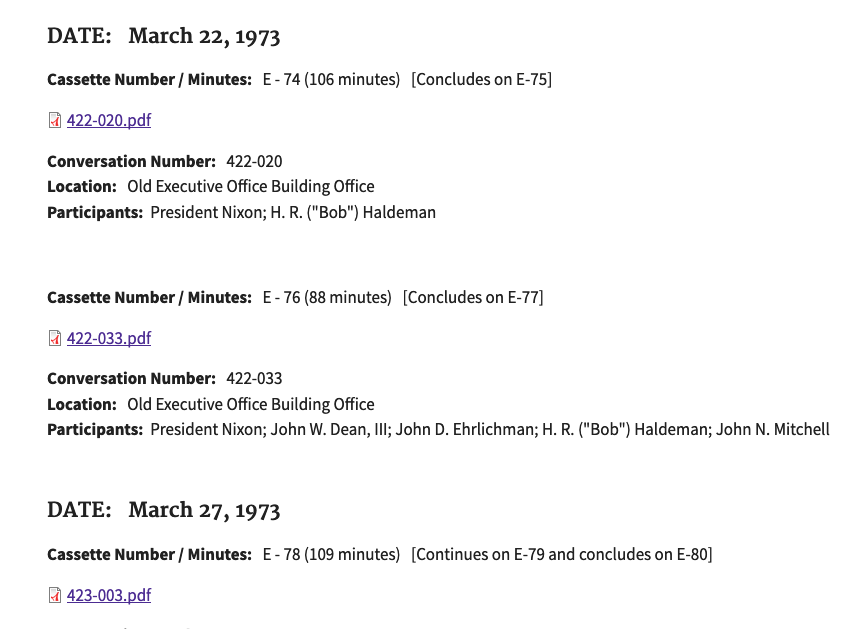 DATE: March 22, 1973
Cassette Number / Minutes: E - 74 (106 minutes) [Concludes on E-75]
422-020.pdf
Conversation Number: 422-020
Location: Old Executive Office Building Office
Participants: President Nixon; H. R. ("Bob") Haldeman
Cassette Number / Minutes: E - 76 (88 minutes) [Concludes on E-77]
422-033.pdf
Conversation Number: 422-033
Location: Old Executive Office Building Office
Participants: President Nixon; John W. Dean, III; John D. Ehrlichman; H. R. ("Bob") Haldeman; John N. Mitchell
DATE: March 27, 1973
Cassette Number / Minutes: E - 78 (109 minutes) [Continues on E-79 and concludes on E-80]
423-003.pdf